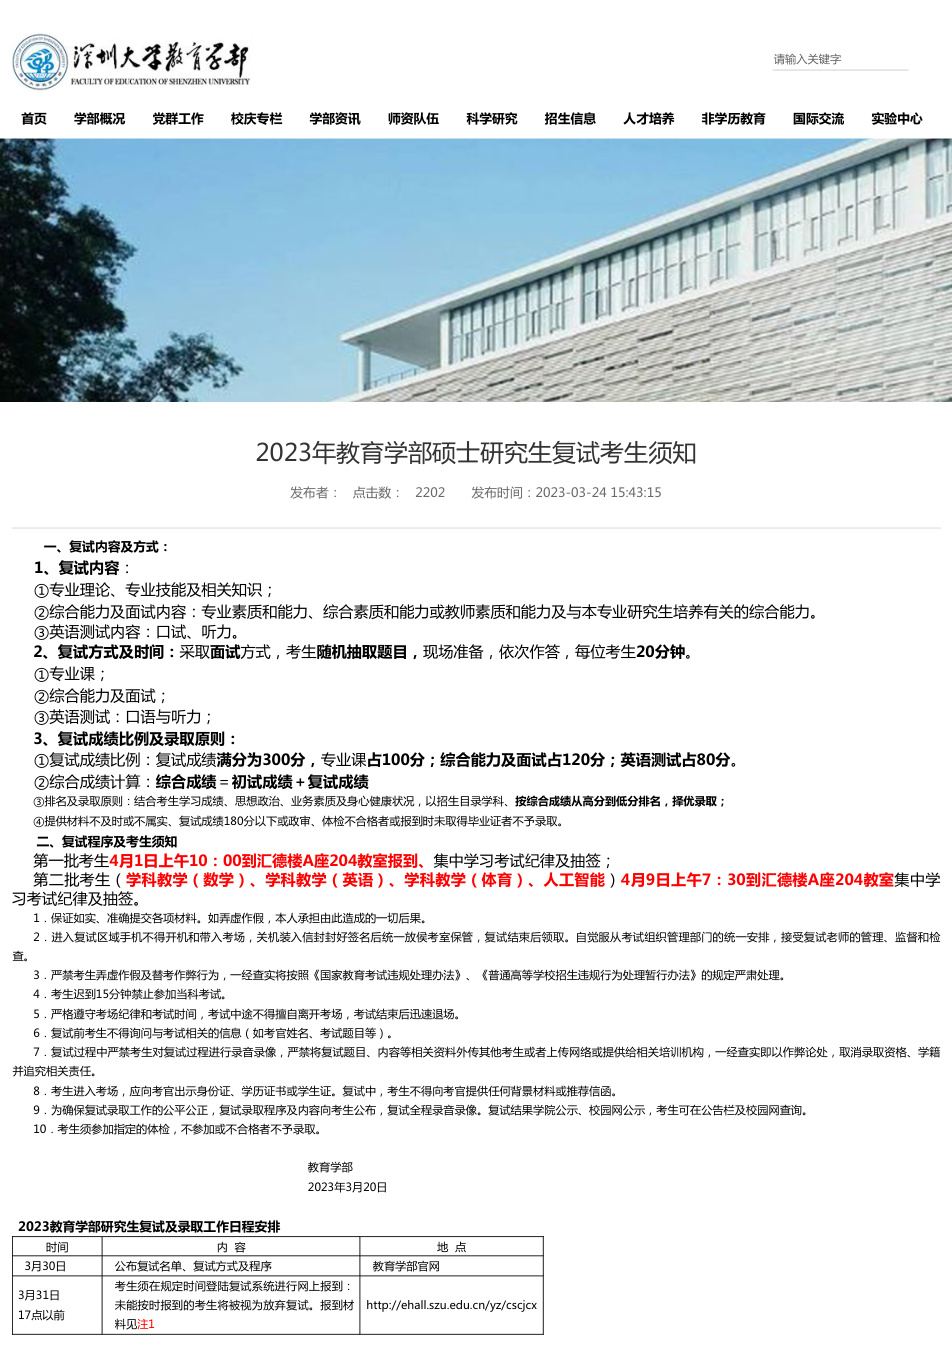 深圳大学教育学部
FACULTY OF EDUCATION OF SHENZHEN UNIVERSITY
请输入关键字
首页 学部概况 党群工作 校庆专栏 学部资讯 师资队伍 科学研究 招生信息 人才培养 非学历教育 国际交流 实验中心
2023年教育学部硕士研究生复试考生须知
发布者： 点击数： 2202 发布时间：2023-03-24 15:43:15
一、复试内容及方式：
1、复试内容：
①专业理论、专业技能及相关知识；
②综合能力及面试内容：专业素质和能力、综合素质和能力或教师素质和能力及与本专业研究生培养有关的综合能力。
③英语测试内容：口试、听力。
2、复试方式及时间：采取面试方式，考生随机抽取题目，现场准备，依次作答，每位考生20分钟。
①专业课；
②综合能力及面试；
③英语测试：口语与听力；
3、复试成绩比例及录取原则：
①复试成绩比例：复试成绩满分为300分，专业课占100分；综合能力及面试占120分；英语测试占80分。
②综合成绩计算：综合成绩＝初试成绩＋复试成绩
③排名及录取原则：结合考生学习成绩、思想政治、业务素质及身心健康状况，以招生目录学科、按综合成绩从高分到低分排名，择优录取；
④提供材料不及时或不属实、复试成绩180分以下或政审、体检不合格者或报到时未取得毕业证者不予录取。
二、复试程序及考生须知
第一批考生4月1日上午10：00到汇德楼A座204教室报到、集中学习考试纪律及抽签；
第二批考生（学科教学（数学）、学科教学（英语）、学科教学（体育）、人工智能）4月9日上午7：30到汇德楼A座204教室集中学
习考试纪律及抽签。
1．保证如实、准确提交各项材料。如弄虚作假，本人承担由此造成的一切后果。
2．进入复试区域手机不得开机和带入考场，关机装入信封封好签名后统一放侯考室保管，复试结束后领取。自觉服从考试组织管理部门的统一安排，接受复试老师的管理、监督和检
查。
3．严禁考生弄虚作假及替考作弊行为，一经查实将按照《国家教育考试违规处理办法》、《普通高等学校招生违规行为处理暂行办法》的规定严肃处理。
4．考生迟到15分钟禁止参加当科考试。
5．严格遵守考场纪律和考试时间，考试中途不得擅自离开考场，考试结束后迅速退场。
6．复试前考生不得询问与考试相关的信息（如考官姓名、考试题目等）。
7．复试过程中严禁考生对复试过程进行录音录像，严禁将复试题目、内容等相关资料外传其他考生或者上传网络或提供给相关培训机构，一经查实即以作弊论处，取消录取资格、学籍
并追究相关责任。
8．考生进入考场，应向考官出示身份证、学历证书或学生证。复试中，考生不得向考官提供任何背景材料或推荐信函。
9．为确保复试录取工作的公平公正，复试录取程序及内容向考生公布，复试全程录音录像。复试结果学院公示、校园网公示，考生可在公告栏及校园网查询。
10．考生须参加指定的体检，不参加或不合格者不予录取。
教育学部
2023年3月20日
2023教育学部研究生复试及录取工作日程安排
时间 内 容 地 点
3月30日 公布复试名单、复试方式及程序 教育学部官网
3月31日
17点以前
考生须在规定时间登陆复试系统进行网上报到：
未能按时报到的考生将被视为放弃复试。报到材
料见注1
http://ehall.szu.edu.cn/yz/cscjcx